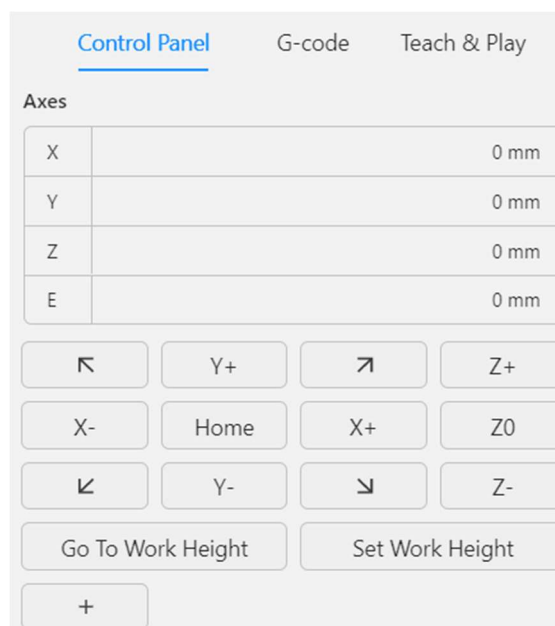 Control Panel G-code Teach & Play
Axes
X 0 mm
Y 0 mm
Z 0 mm
E 0 mm
Y+ Z+
X- Home X+ Z0
Y- Z-
Go To Work Height Set Work Height
+